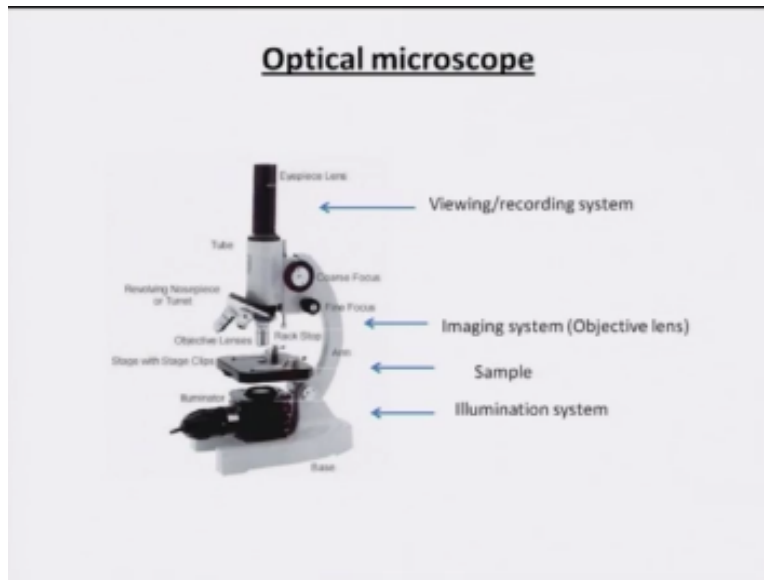 Optical microscope
Eyepiece Lens
Viewing/recording system
Tube
Coarse Focus
Revolving Nosepiece
or Turret
Fine Focus
Imaging system (Objective lens)
Rack Stop
Objective Lenses
Arm
Stage with Stage Clips
Sample
Illuminator
Illumination system
Base